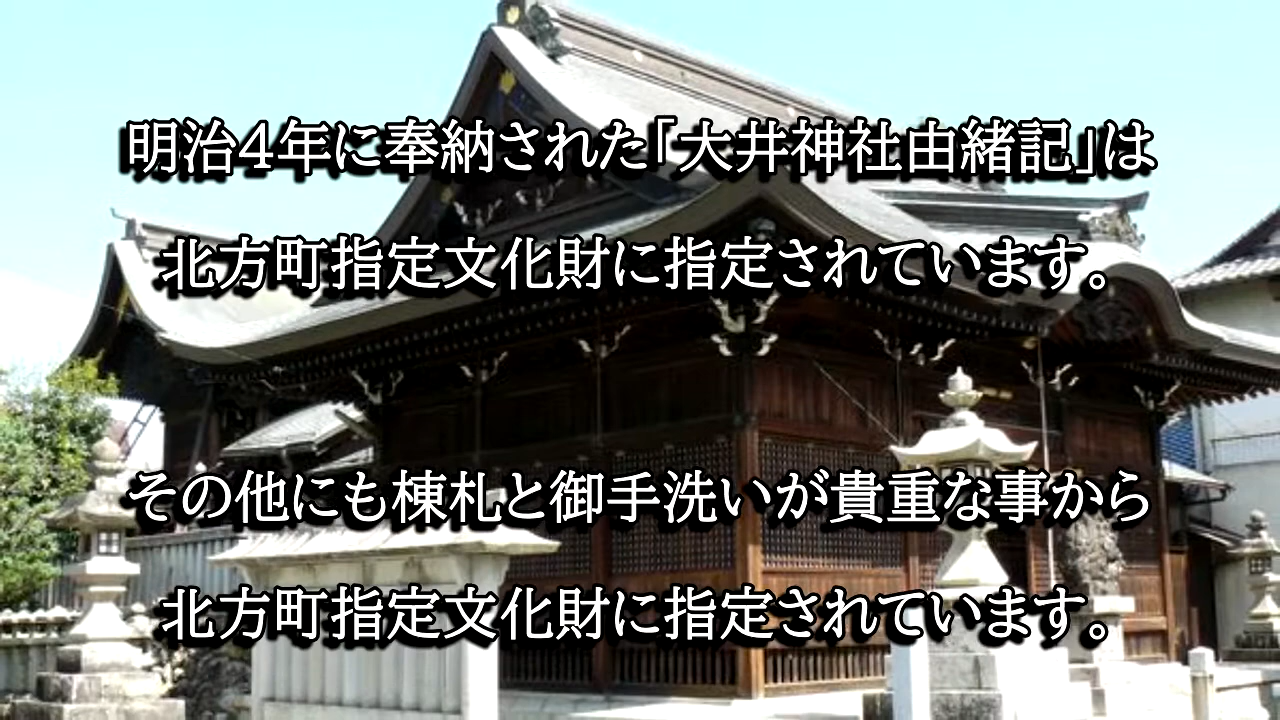 明治4年に奉納された「大井神社由緒記」は
北方町指定文化財に指定されています。
その他にも棟札と御手洗いが貴重な事から
北方町指定文化財に指定されています。